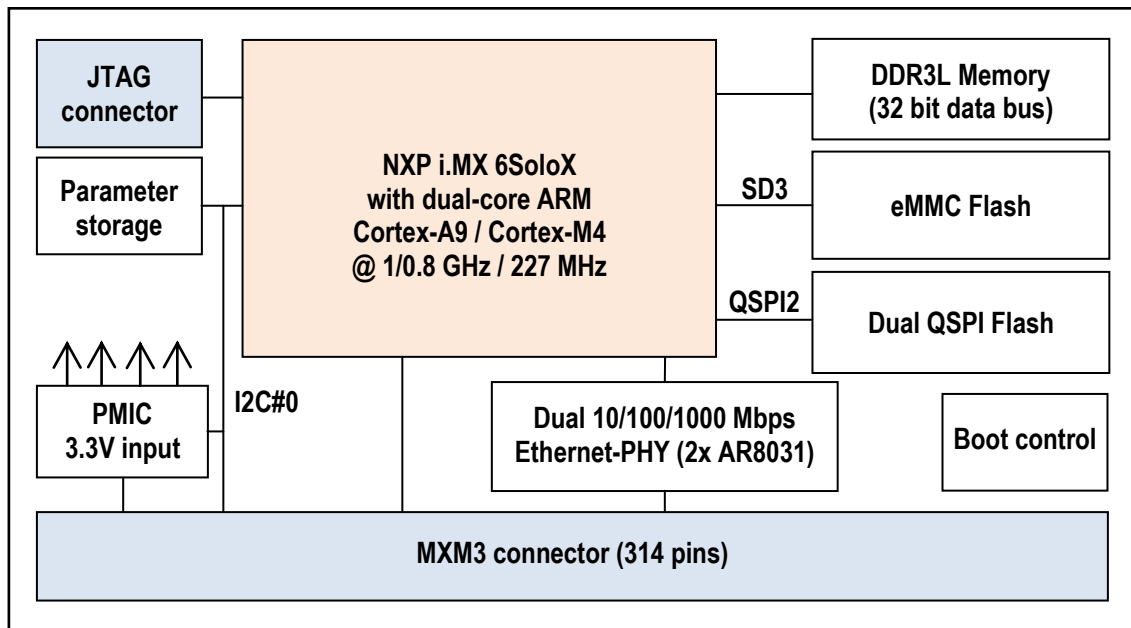 JTAG
connector
NXP i.MX 6SoloX
with dual-core ARM
Cortex-A9 / Cortex-M4
@ 1/0.8 GHz / 227 MHz
DDR3L Memory
(32 bit data bus)
Parameter
storage
SD3
eMMC Flash
QSPI2
Dual QSPI Flash
PMIC
3.3V input
I2C#0
Dual 10/100/1000 Mbps
Ethernet-PHY (2x AR8031)
Boot control
MXM3 connector (314 pins)